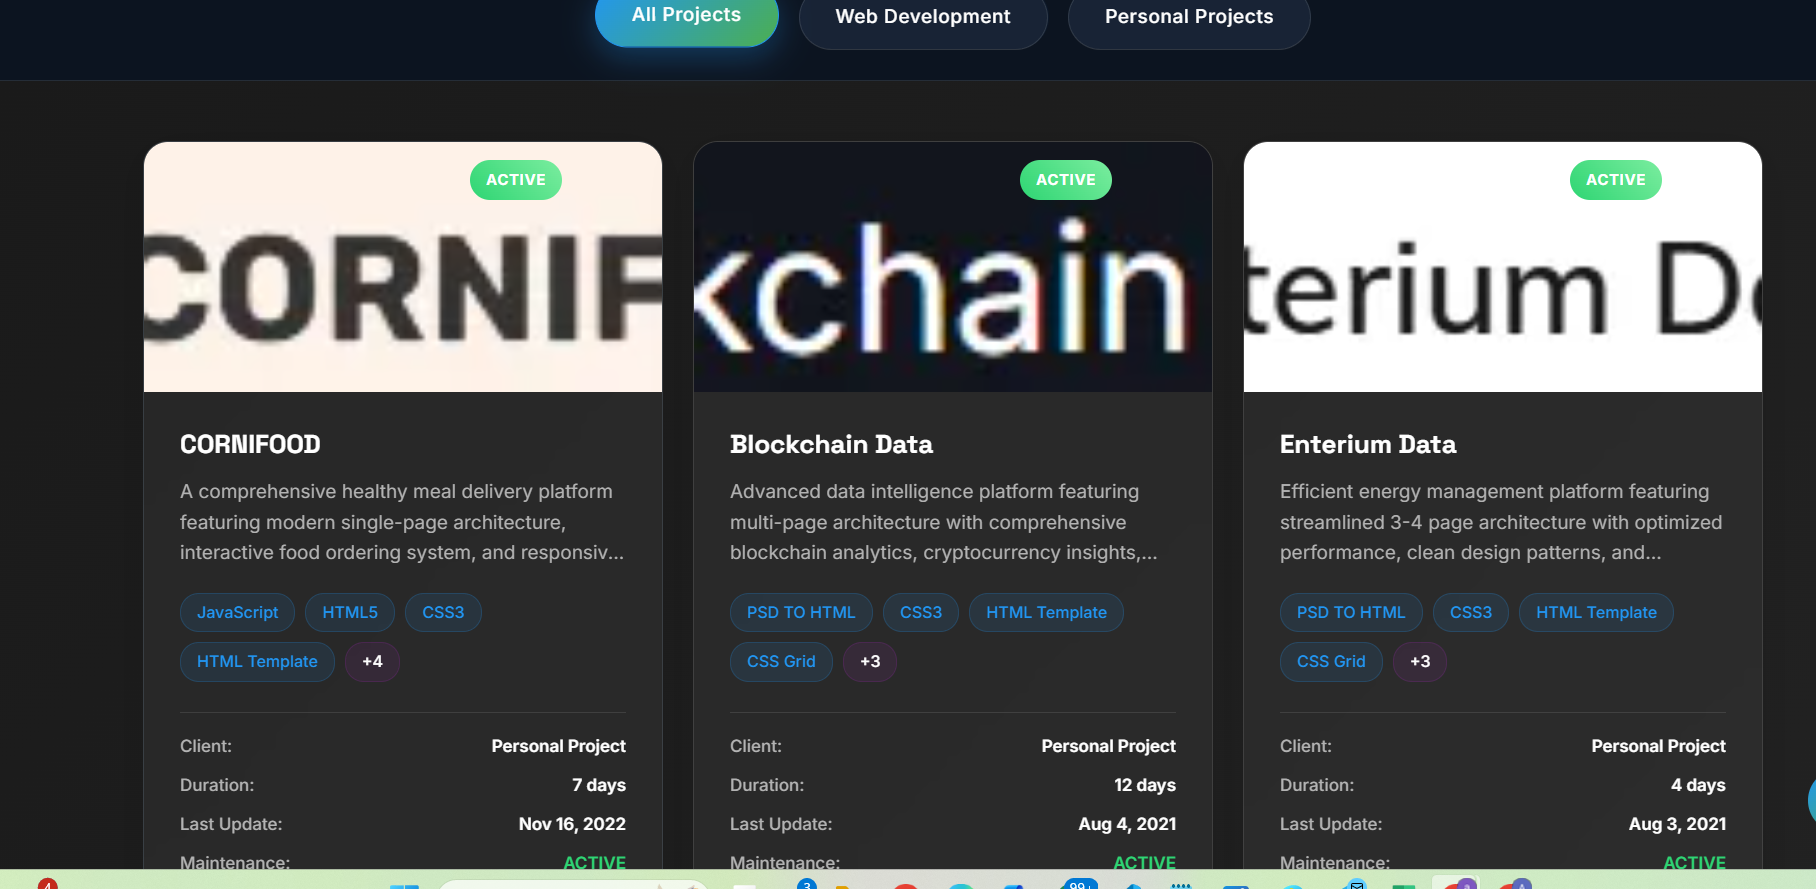 All Projects
Web Development
Personal Projects
ACTIVE
CORNIF
CORNIFOOD
A comprehensive healthy meal delivery platform
featuring modern single-page architecture,
interactive food ordering system, and responsiv...
JavaScript
HTML5
CSS3
HTML Template
+4
Client: Personal Project
Duration: 7 days
Last Update: Nov 16, 2022
Maintenance: ACTIVE
ACTIVE
kchain
Blockchain Data
Advanced data intelligence platform featuring
multi-page architecture with comprehensive
blockchain analytics, cryptocurrency insights,...
PSD TO HTML
CSS3
HTML Template
CSS Grid
+3
Client: Personal Project
Duration: 12 days
Last Update: Aug 4, 2021
Maintenance: ACTIVE
ACTIVE
terium D
Enterium Data
Efficient energy management platform featuring
streamlined 3-4 page architecture with optimized
performance, clean design patterns, and...
PSD TO HTML
CSS3
HTML Template
CSS Grid
+3
Client: Personal Project
Duration: 4 days
Last Update: Aug 3, 2021
Maintenance: ACTIVE
4
3
99+